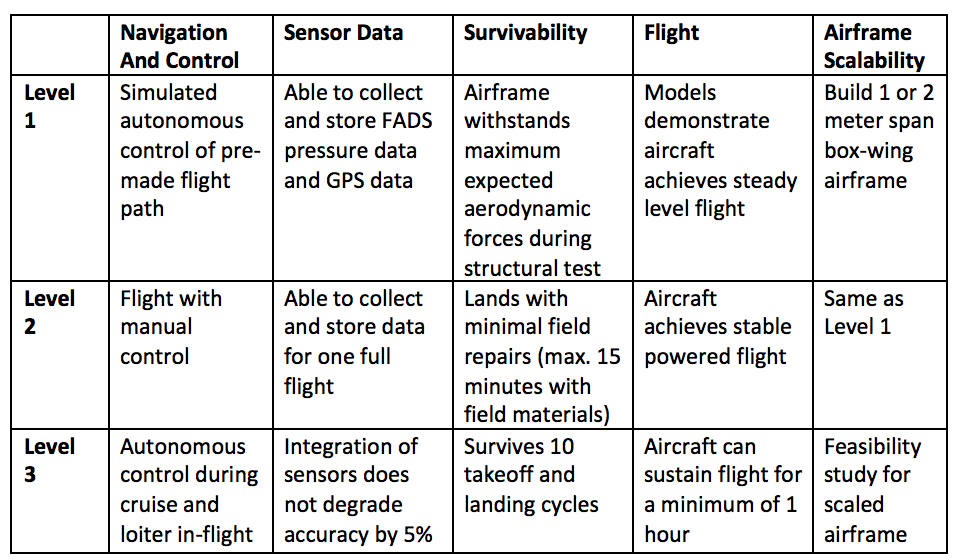 Navigation And Control
Sensor Data
Survivability
Flight
Airframe Scalability
Level 1
Simulated autonomous control of pre-made flight path
Able to collect and store FADS pressure data and GPS data
Airframe withstands maximum expected aerodynamic forces during structural test
Models demonstrate aircraft achieves steady level flight
Build 1 or 2 meter span box-wing airframe
Level 2
Flight with manual control
Able to collect and store data for one full flight
Lands with minimal field repairs (max. 15 minutes with field materials)
Aircraft achieves stable powered flight
Same as Level 1
Level 3
Autonomous control during cruise and loiter in-flight
Integration of sensors does not degrade accuracy by 5%
Survives 10 takeoff and landing cycles
Aircraft can sustain flight for a minimum of 1 hour
Feasibility study for scaled airframe